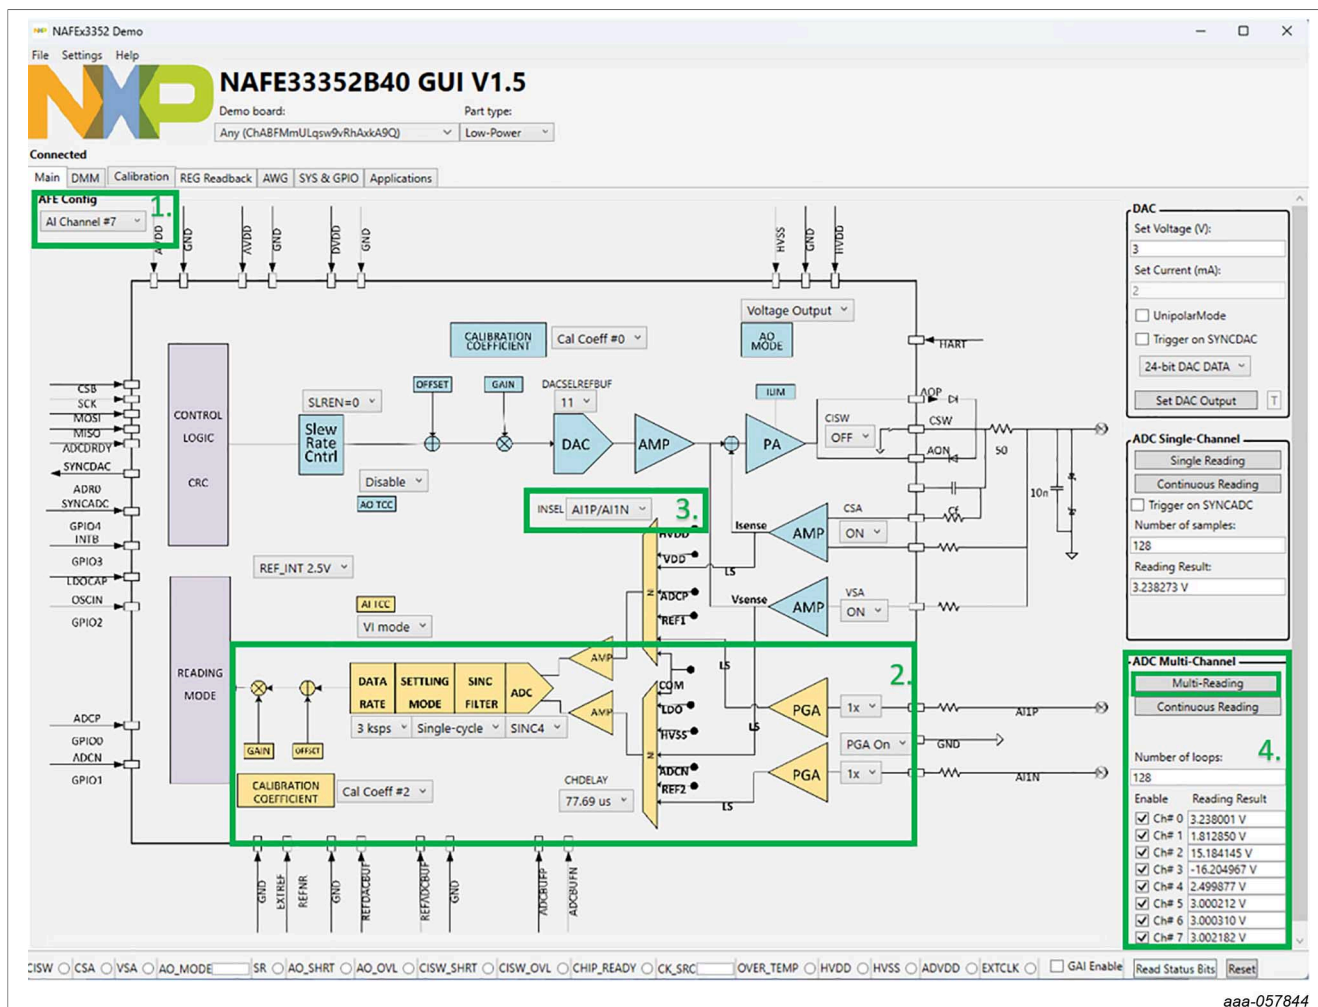 NAFEx3352 Demo
File Settings Help
NXP
NAFE33352B40 GUI V1.5
Demo board: Part type:
Any (ChABFMmULqsw9vRhAxkA9Q) Low-Power
Connected
Main DMM Calibration REG Readback AWG SYS & GPIO Applications
AFE Config
AI Channel #7
1.
AVDD
GND
AVDD
GND
DVDD
GND
HVSS
GND
HVDD
CONTROL
LOGIC
CRC
READING
MODE
CSB
SCK
MOSI
MISO
ADCDRDY
SYNCDAC
ADR0
SYNCADC
GPIO4
INTB
GPIO3
LDOCAP
OSCIN
GPIO2
ADCP
GPIO0
ADCN
GPIO1
CALIBRATION
COEFFICIENT
Cal Coeff #0
Voltage Output
AO
MODE
HART
OFFSET
GAIN
DACSELREFBUF
11
IUM
SLREN=0
Slew
Rate
Cntrl
DAC
AMP
PA
CISW
OFF
AOP
CSW
AON
50
10n
Cf
Disable
AO TCC
INSEL AI1P/AI1N
3.
Isense
CSA
AMP
ON
HVDD
VDD
LS
ADCP
REF1
REF_INT 2.5V
AI TCC
VI mode
Vsense
VSA
AMP
ON
2.
AMP
LS
COM
LDO
LS
HVSS
ADCN
REF2
LS
AMP
DATA
RATE
SETTLING
MODE
SINC
FILTER
ADC
3 ksps Single-cycle SINC4
GAIN
OFFSET
CALIBRATION
COEFFICIENT
Cal Coeff #2
CHDELAY
77.69 us
PGA
1x
AI1P
PGA On
GND
PGA
1x
AI1N
GND
EXTREF
REFNR
GND
REFDACBUF
REFADCBUF
GND
ADCBUFP
ADCBUFN
DAC
Set Voltage (V):
3
Set Current (mA):
2
UnipolarMode
Trigger on SYNCDAC
24-bit DAC DATA
Set DAC Output T
ADC Single-Channel
Single Reading
Continuous Reading
Trigger on SYNCADC
Number of samples:
128
Reading Result:
3.238273 V
ADC Multi-Channel
Multi-Reading
Continuous Reading
4.
Number of loops:
128
Enable Reading Result
Ch# 0 3.238001 V
Ch# 1 1.812850 V
Ch# 2 15.184145 V
Ch# 3 -16.204967 V
Ch# 4 2.499877 V
Ch# 5 3.000212 V
Ch# 6 3.000310 V
Ch# 7 3.002182 V
CISW CSA VSA AO_MODE SR AO_SHRT AO_OVL CISW_SHRT CISW_OVL CHIP_READY CK_SRC OVER_TEMP HVDD HVSS ADVDD EXTCLK GAI Enable Read Status Bits Reset
aaa-057844